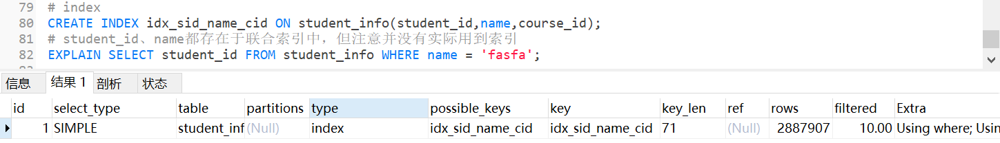 79 # index
80 CREATE INDEX idx_sid_name_cid ON student_info(student_id,name,course_id);
81 # student_id、name都存在于联合索引中，但注意并没有实际用到索引
82 EXPLAIN SELECT student_id FROM student_info WHERE name = 'fasfa';
信息 结果 1 剖析 状态
id select_type table partitions type possible_keys key key_len ref rows filtered Extra
1 SIMPLE student_inf (Null) index idx_sid_name_cid idx_sid_name_cid 71 (Null) 2887907 10.00 Using where; Usin